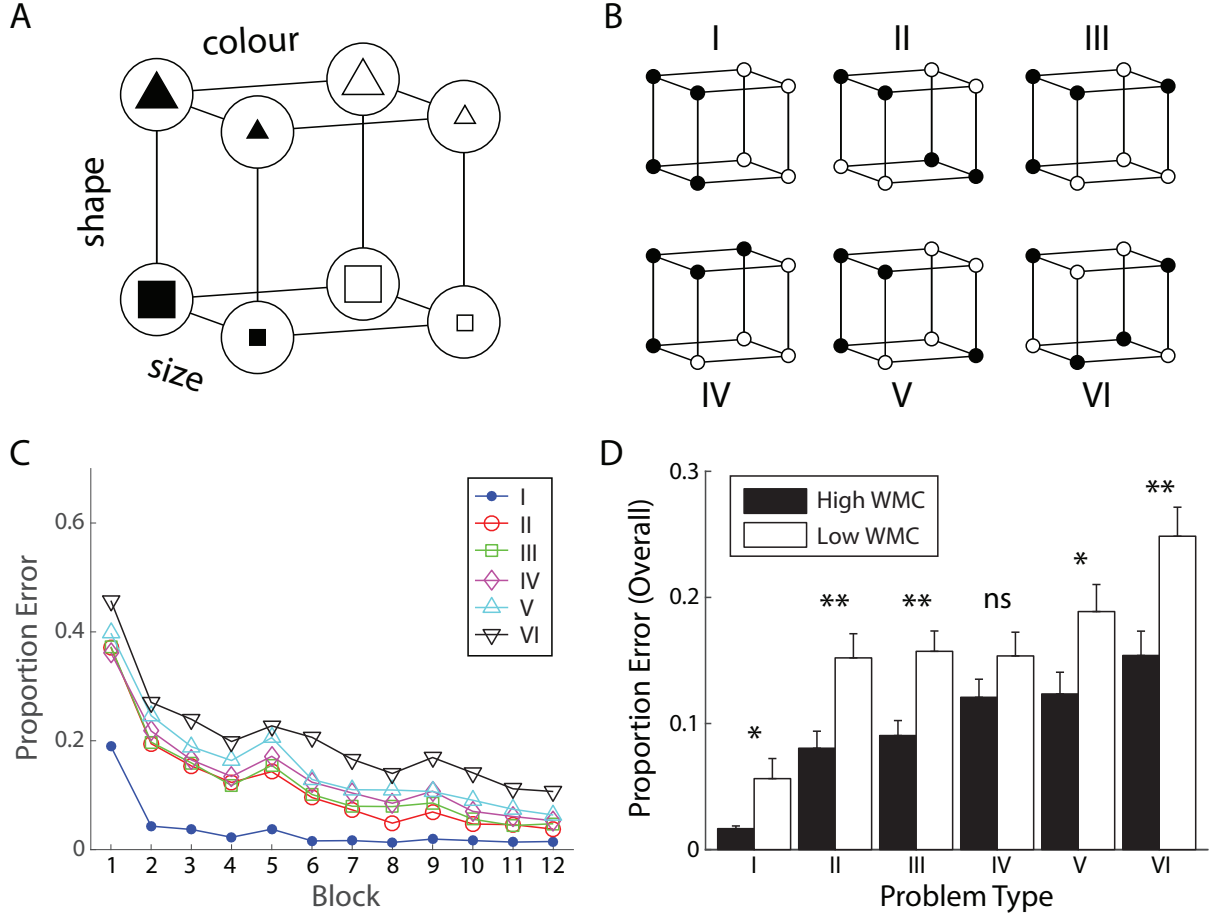 A
colour
shape
size
B
I II III
IV V VI
C
Proportion Error
0.6
0.4
0.2
0
1 2 3 4 5 6 7 8 9 10 11 12
Block
I
II
III
IV
V
VI
D
Proportion Error (Overall)
0.3
0.2
0.1
0
High WMC
Low WMC
*
**
**
ns
*
**
I II III IV V VI
Problem Type